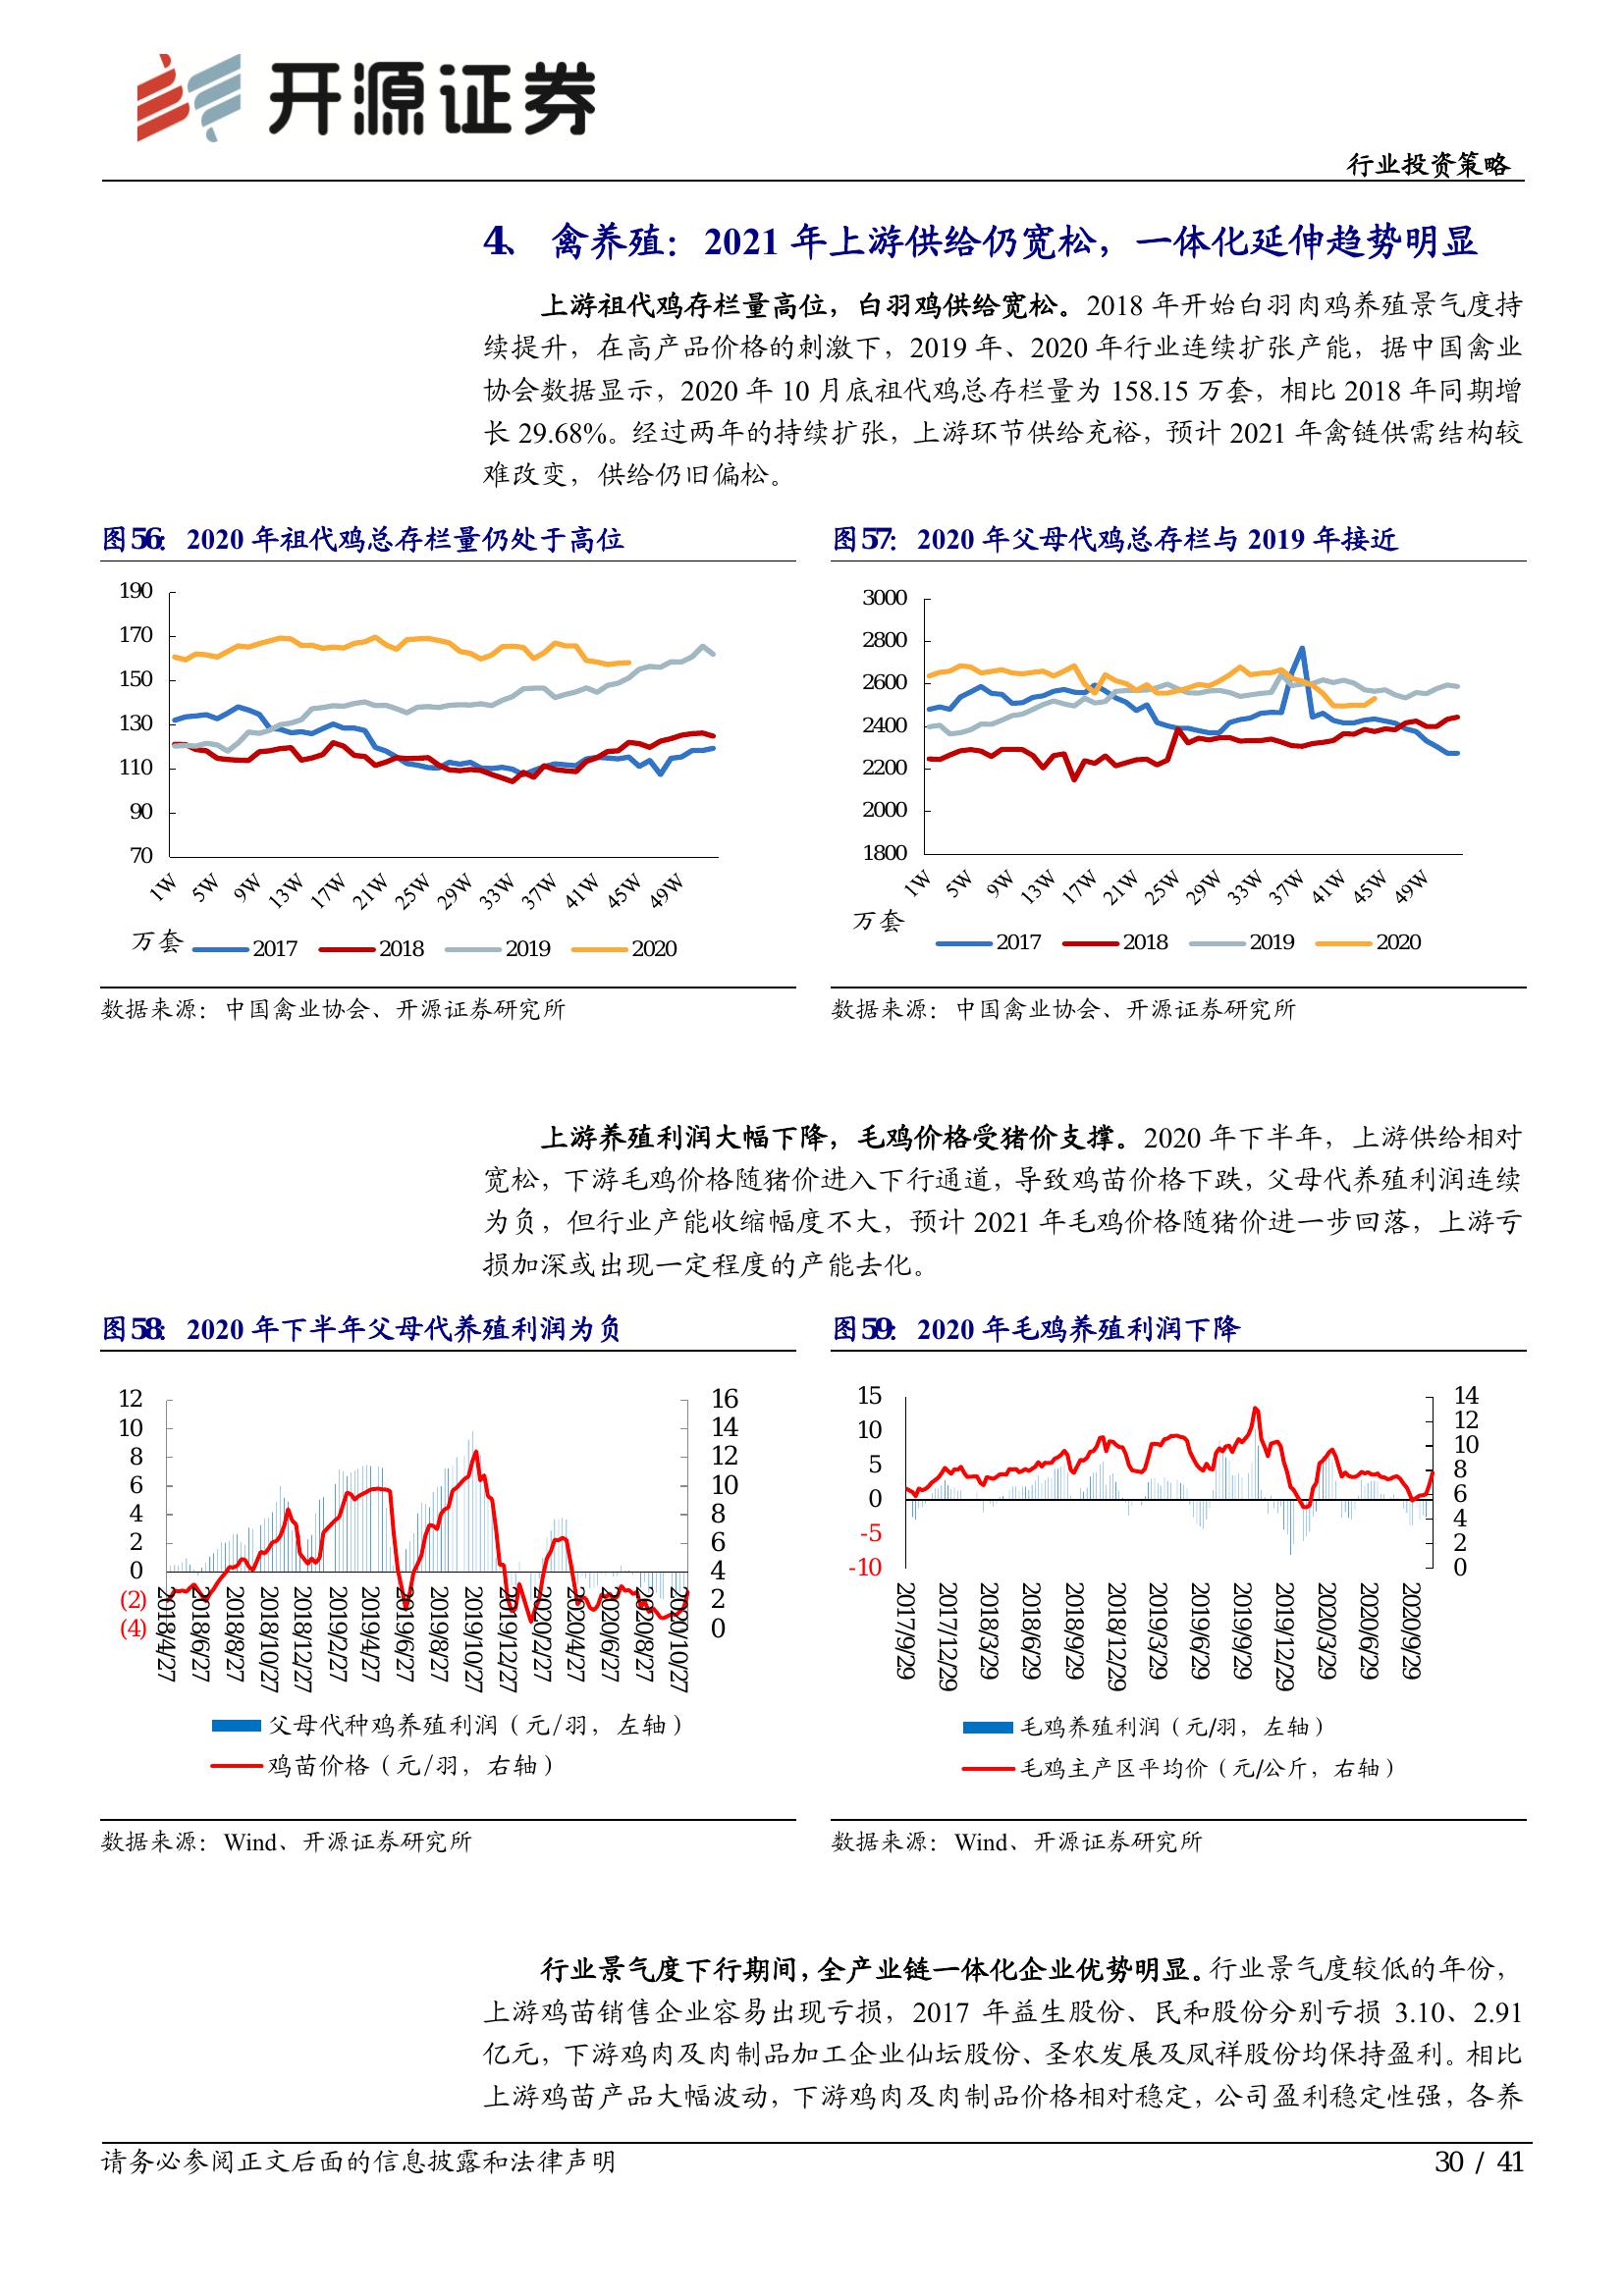 开源证券
行业投资策略
4、 禽养殖：2021 年上游供给仍宽松，一体化延伸趋势明显
上游祖代鸡存栏量高位，白羽鸡供给宽松。2018 年开始白羽肉鸡养殖景气度持
续提升，在高产品价格的刺激下，2019 年、2020 年行业连续扩张产能，据中国禽业
协会数据显示，2020 年 10 月底祖代鸡总存栏量为 158.15 万套，相比 2018 年同期增
长 29.68%。经过两年的持续扩张，上游环节供给充裕，预计 2021 年禽链供需结构较
难改变，供给仍旧偏松。
图56： 2020 年祖代鸡总存栏量仍处于高位
190
170
150
130
110
90
70
1W 5W 9W 13W 17W 21W 25W 29W 33W 37W 41W 45W 49W
万套 2017 2018 2019 2020
数据来源：中国禽业协会、开源证券研究所
图57： 2020 年父母代鸡总存栏与 2019 年接近
3000
2800
2600
2400
2200
2000
1800
1W 5W 9W 13W 17W 21W 25W 29W 33W 37W 41W 45W 49W
万套
2017 2018 2019 2020
数据来源：中国禽业协会、开源证券研究所
上游养殖利润大幅下降，毛鸡价格受猪价支撑。2020 年下半年，上游供给相对
宽松，下游毛鸡价格随猪价进入下行通道，导致鸡苗价格下跌，父母代养殖利润连续
为负，但行业产能收缩幅度不大，预计 2021 年毛鸡价格随猪价进一步回落，上游亏
损加深或出现一定程度的产能去化。
图58： 2020 年下半年父母代养殖利润为负
12 16
10 14
8 12
6 10
4 8
2 6
0 4
(2) 2
(4) 0
2018/4/27 2018/6/27 2018/8/27 2018/10/27 2018/12/27 2019/2/27 2019/4/27 2019/6/27 2019/8/27 2019/10/27 2019/12/27 2020/2/27 2020/4/27 2020/6/27 2020/8/27 2020/10/27
父母代种鸡养殖利润（元/羽，左轴）
鸡苗价格（元/羽，右轴）
数据来源：Wind、开源证券研究所
图59： 2020 年毛鸡养殖利润下降
15
10
5
0
-5
-10
14
12
10
8
6
4
2
0
2017/9/29 2017/12/29 2018/3/29 2018/6/29 2018/9/29 2018/12/29 2019/3/29 2019/6/29 2019/9/29 2019/12/29 2020/3/29 2020/6/29 2020/9/29
毛鸡养殖利润（元/羽，左轴）
毛鸡主产区平均价（元/公斤，右轴）
数据来源：Wind、开源证券研究所
行业景气度下行期间，全产业链一体化企业优势明显。行业景气度较低的年份，
上游鸡苗销售企业容易出现亏损，2017 年益生股份、民和股份分别亏损 3.10、2.91
亿元，下游鸡肉及肉制品加工企业仙坛股份、圣农发展及凤祥股份均保持盈利。相比
上游鸡苗产品大幅波动，下游鸡肉及肉制品价格相对稳定，公司盈利稳定性强，各养
请务必参阅正文后面的信息披露和法律声明
30 / 41